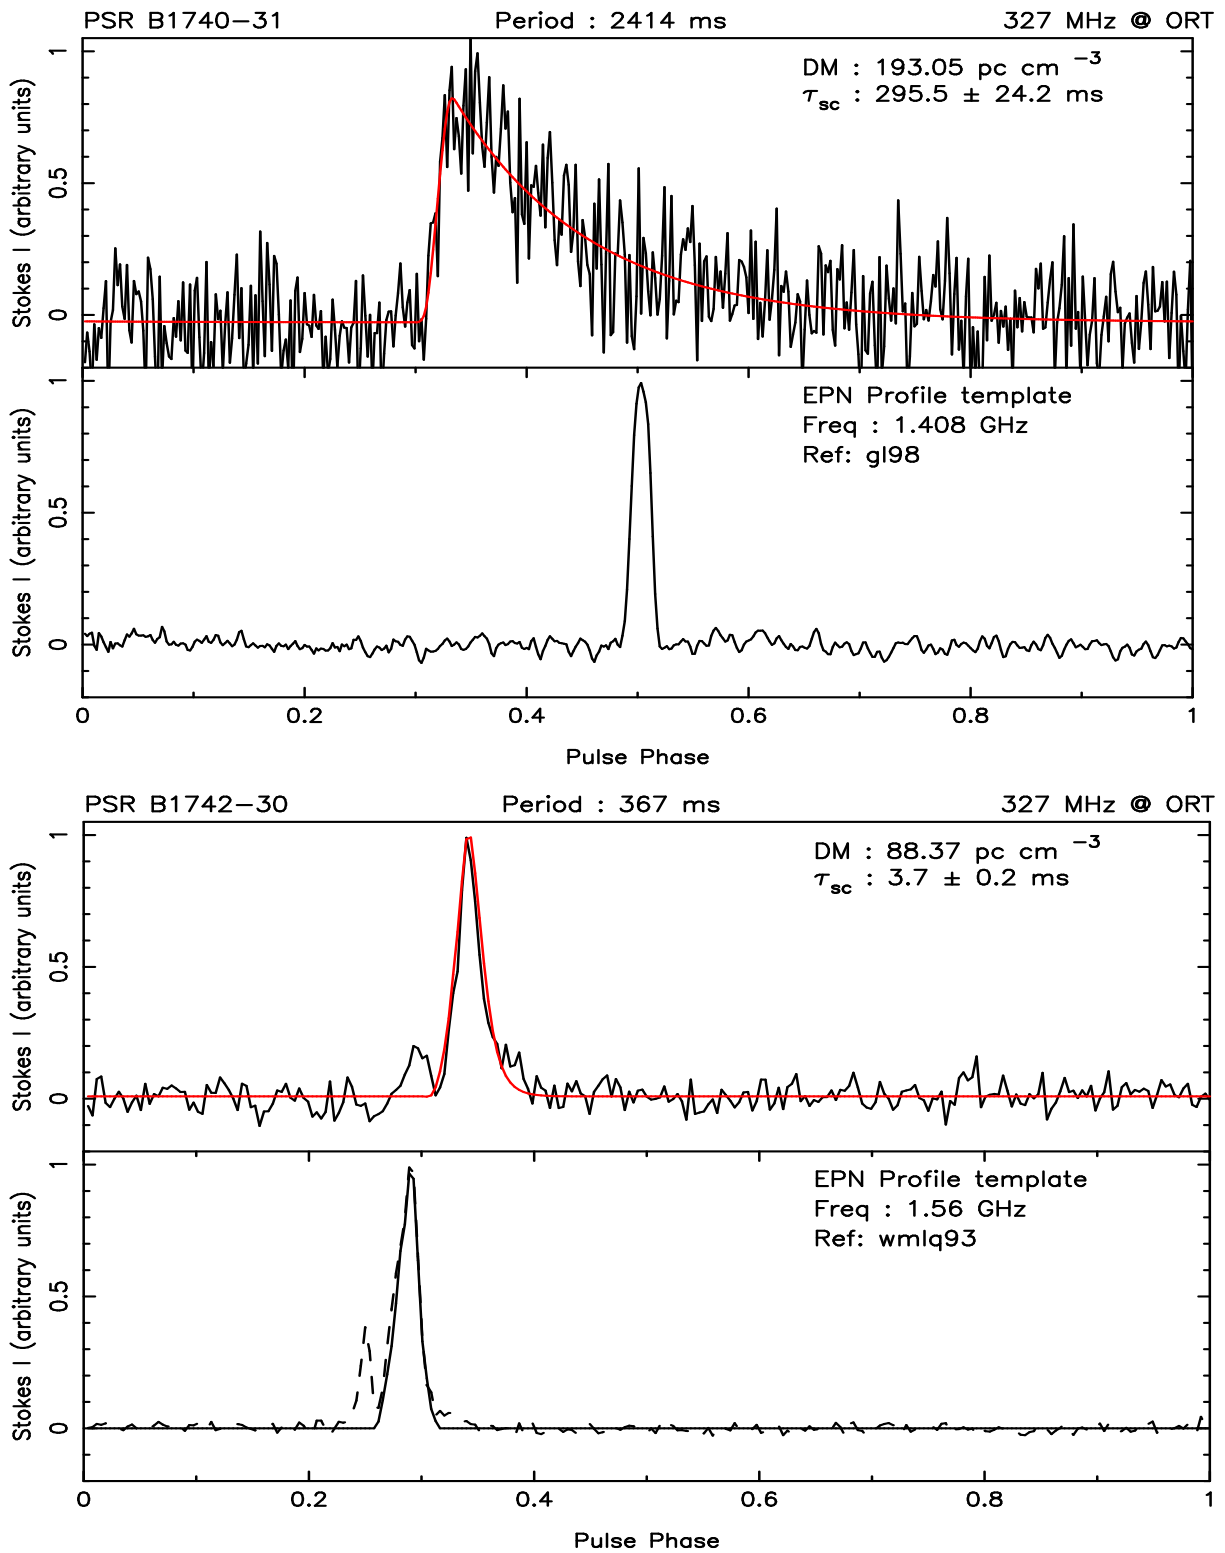 PSR B1740−31 Period : 2414 ms 327 MHz @ ORT
DM : 193.05 pc cm −3
τsc : 295.5 ± 24.2 ms
Stokes I (arbitrary units)
1
0.5
0
EPN Profile template
Freq : 1.408 GHz
Ref: gl98
Stokes I (arbitrary units)
1
0.5
0
0 0.2 0.4 0.6 0.8 1
Pulse Phase
PSR B1742−30 Period : 367 ms 327 MHz @ ORT
DM : 88.37 pc cm −3
τsc : 3.7 ± 0.2 ms
Stokes I (arbitrary units)
1
0.5
0
EPN Profile template
Freq : 1.56 GHz
Ref: wmlq93
Stokes I (arbitrary units)
1
0.5
0
0 0.2 0.4 0.6 0.8 1
Pulse Phase